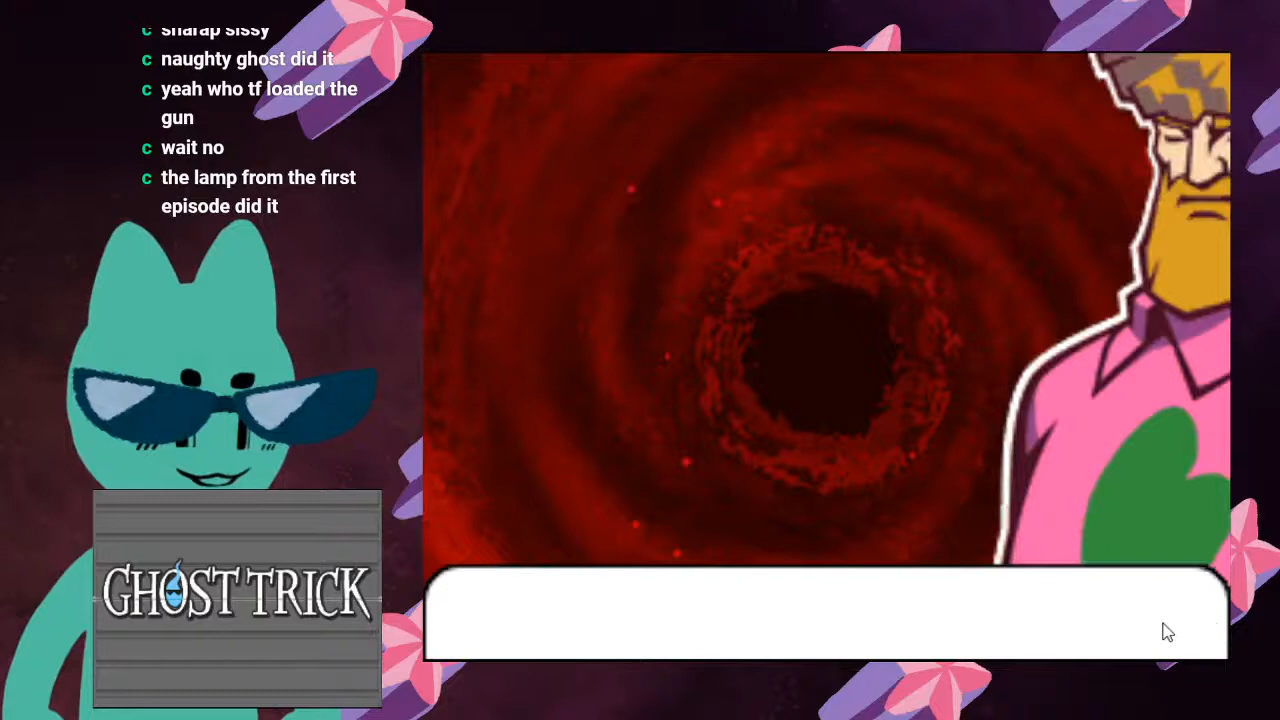 c sharap sissy
c naughty ghost did it
c yeah who tf loaded the
gun
c wait no
c the lamp from the first
episode did it
GHOST TRICK